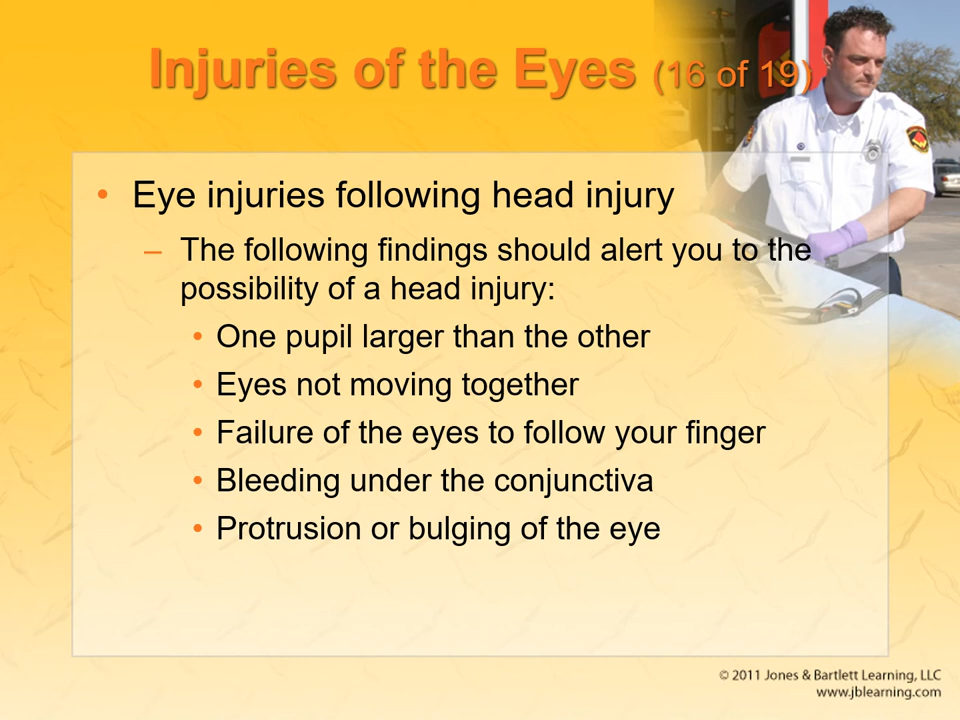 Injuries of the Eyes (16 of 19)
• Eye injuries following head injury
– The following findings should alert you to the
possibility of a head injury:
• One pupil larger than the other
• Eyes not moving together
• Failure of the eyes to follow your finger
• Bleeding under the conjunctiva
• Protrusion or bulging of the eye
© 2011 Jones & Bartlett Learning, LLC
www.jblearning.com